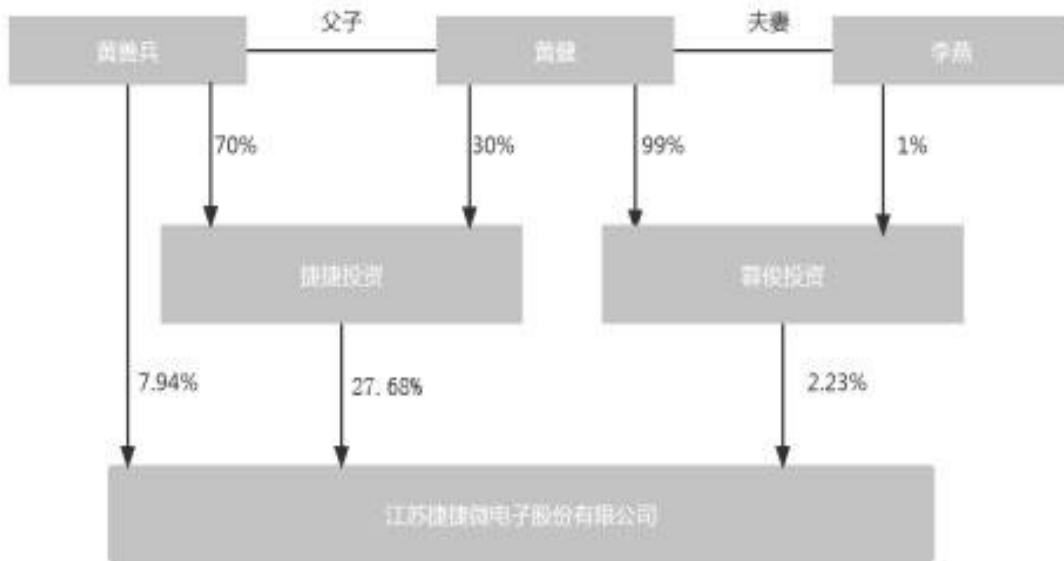 父子
夫妻
黄善兵
黄健
李燕
70%
30%
99%
1%
捷捷投资
蓉俊投资
7.94%
27.68%
2.23%
江苏捷捷微电子股份有限公司